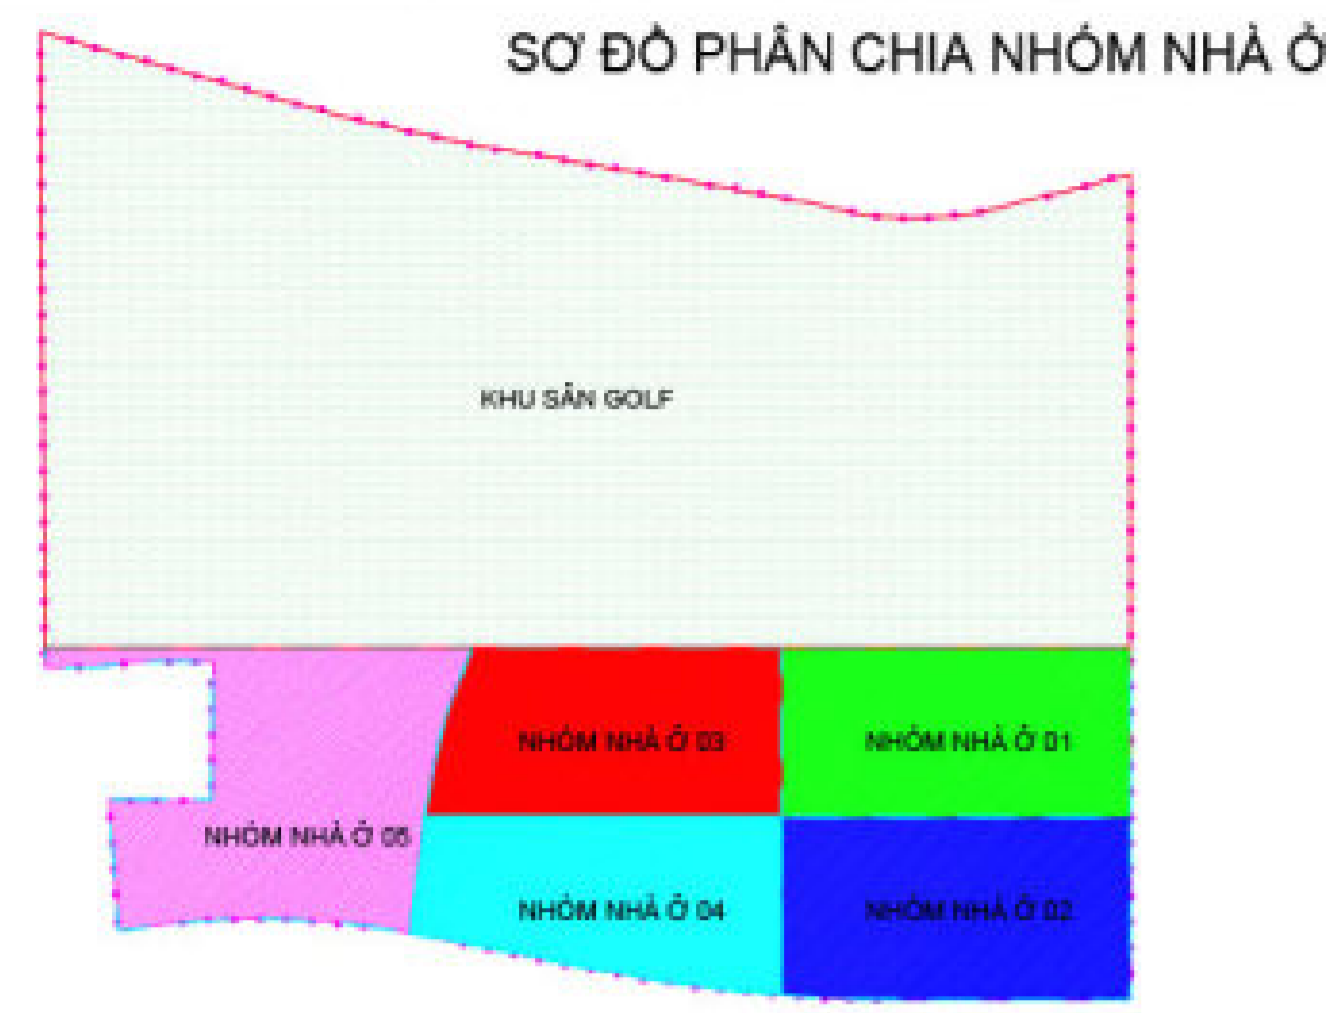 SƠ ĐỒ PHÂN CHIA NHÓM NHÀ Ở
KHU SÂN GOLF
NHÓM NHÀ Ở 03
NHÓM NHÀ Ở 01
NHÓM NHÀ Ở 05
NHÓM NHÀ Ở 04
NHÓM NHÀ Ở 02